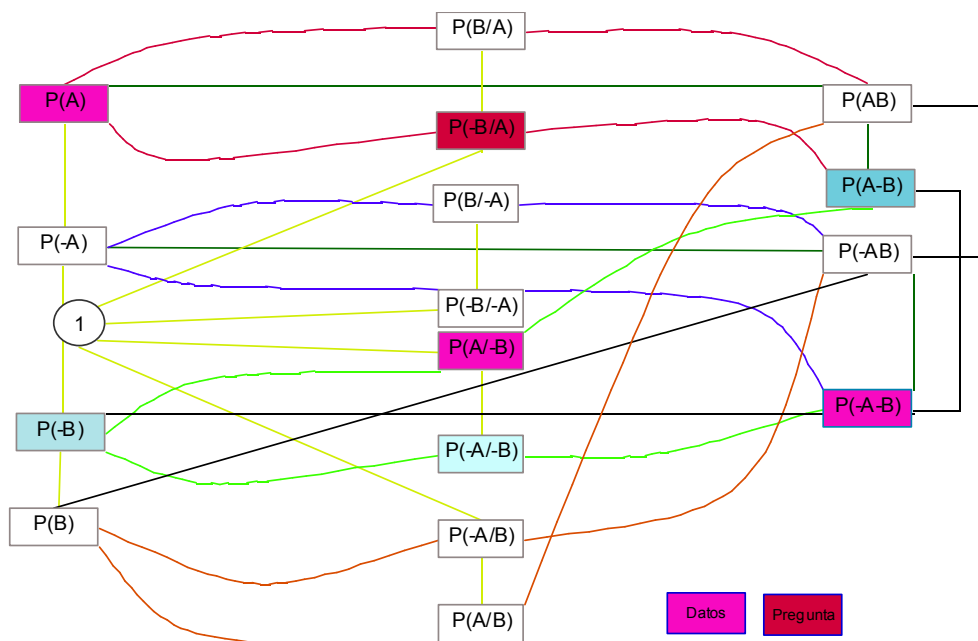 P(B/A)
P(A)
P(AB)
P(-B/A)
P(A-B)
P(B/-A)
P(-A)
P(-AB)
P(-B/-A)
1
P(A/-B)
P(-A-B)
P(-B)
P(-A/-B)
P(B)
P(-A/B)
P(A/B)
Datos
Pregunta